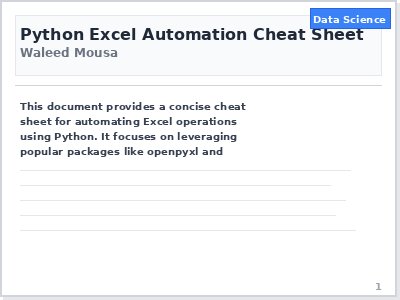 Data Science
Python Excel Automation Cheat Sheet
Waleed Mousa
This document provides a concise cheat
sheet for automating Excel operations
using Python. It focuses on leveraging
popular packages like openpyxl and
1